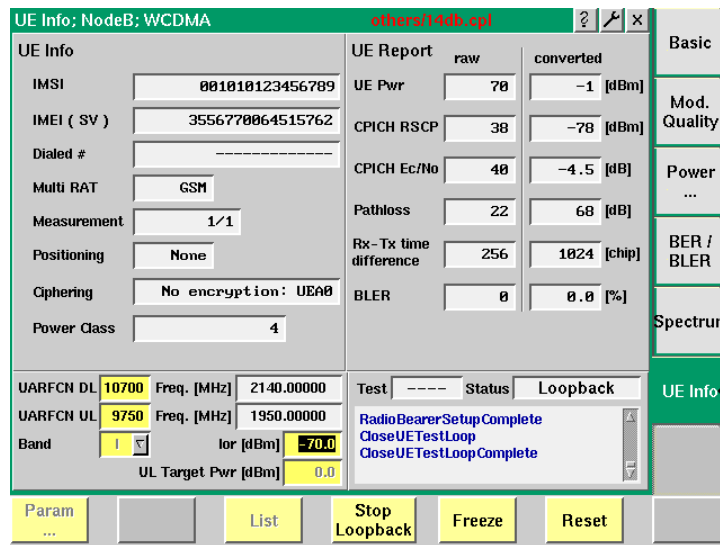 UE Info; NodeB; WCDMA others/14db.cpl ? x
UE Info
IMSI 001010123456789
IMEI ( SV ) 3556770064515762
Dialed # -------------
Multi RAT GSM
Measurement 1/1
Positioning None
Ciphering No encryption: UEA0
Power Class 4
UE Report raw converted
UE Pwr 70 -1 [dBm]
CPICH RSCP 38 -78 [dBm]
CPICH Ec/No 40 -4.5 [dB]
Pathloss 22 68 [dB]
Rx-Tx time
difference 256 1024 [chip]
BLER 0 0.0 [%]
UARFCN DL 10700 Freq. [MHz] 2140.00000
UARFCN UL 9750 Freq. [MHz] 1950.00000
Band I Ior [dBm] -70.0
UL Target Pwr [dBm] 0.0
Test ---- Status Loopback
RadioBearerSetupComplete
CloseUETestLoop
CloseUETestLoopComplete
Basic
Mod.
Quality
Power
...
BER /
BLER
Spectrum
UE Info
Param
...
List
Stop
Loopback
Freeze
Reset